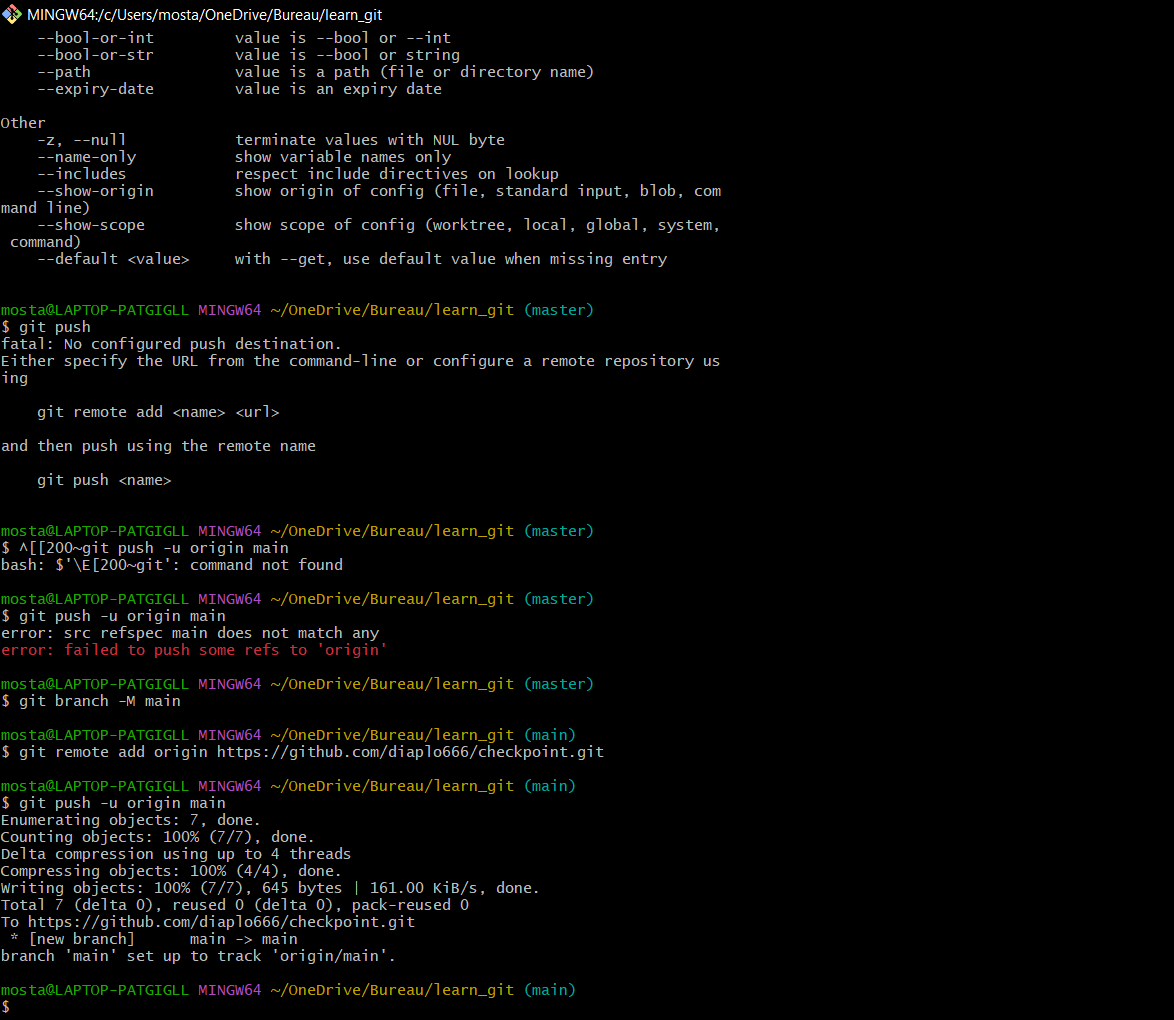 MINGW64:/c/Users/mosta/OneDrive/Bureau/learn_git
    --bool-or-int         value is --bool or --int
    --bool-or-str         value is --bool or string
    --path                value is a path (file or directory name)
    --expiry-date         value is an expiry date

Other
    -z, --null            terminate values with NUL byte
    --name-only           show variable names only
    --includes            respect include directives on lookup
    --show-origin         show origin of config (file, standard input, blob, com
mand line)
    --show-scope          show scope of config (worktree, local, global, system,
 command)
    --default <value>     with --get, use default value when missing entry

mosta@LAPTOP-PATGIGLL MINGW64 ~/OneDrive/Bureau/learn_git (master)
$ git push
fatal: No configured push destination.
Either specify the URL from the command-line or configure a remote repository us
ing

    git remote add <name> <url>

and then push using the remote name

    git push <name>

mosta@LAPTOP-PATGIGLL MINGW64 ~/OneDrive/Bureau/learn_git (master)
$ ^[[200~git push -u origin main
bash: $'\E[200~git': command not found

mosta@LAPTOP-PATGIGLL MINGW64 ~/OneDrive/Bureau/learn_git (master)
$ git push -u origin main
error: src refspec main does not match any
error: failed to push some refs to 'origin'

mosta@LAPTOP-PATGIGLL MINGW64 ~/OneDrive/Bureau/learn_git (master)
$ git branch -M main

mosta@LAPTOP-PATGIGLL MINGW64 ~/OneDrive/Bureau/learn_git (main)
$ git remote add origin https://github.com/diaplo666/checkpoint.git

mosta@LAPTOP-PATGIGLL MINGW64 ~/OneDrive/Bureau/learn_git (main)
$ git push -u origin main
Enumerating objects: 7, done.
Counting objects: 100% (7/7), done.
Delta compression using up to 4 threads
Compressing objects: 100% (4/4), done.
Writing objects: 100% (7/7), 645 bytes | 161.00 KiB/s, done.
Total 7 (delta 0), reused 0 (delta 0), pack-reused 0
To https://github.com/diaplo666/checkpoint.git
 * [new branch]      main -> main
branch 'main' set up to track 'origin/main'.

mosta@LAPTOP-PATGIGLL MINGW64 ~/OneDrive/Bureau/learn_git (main)
$